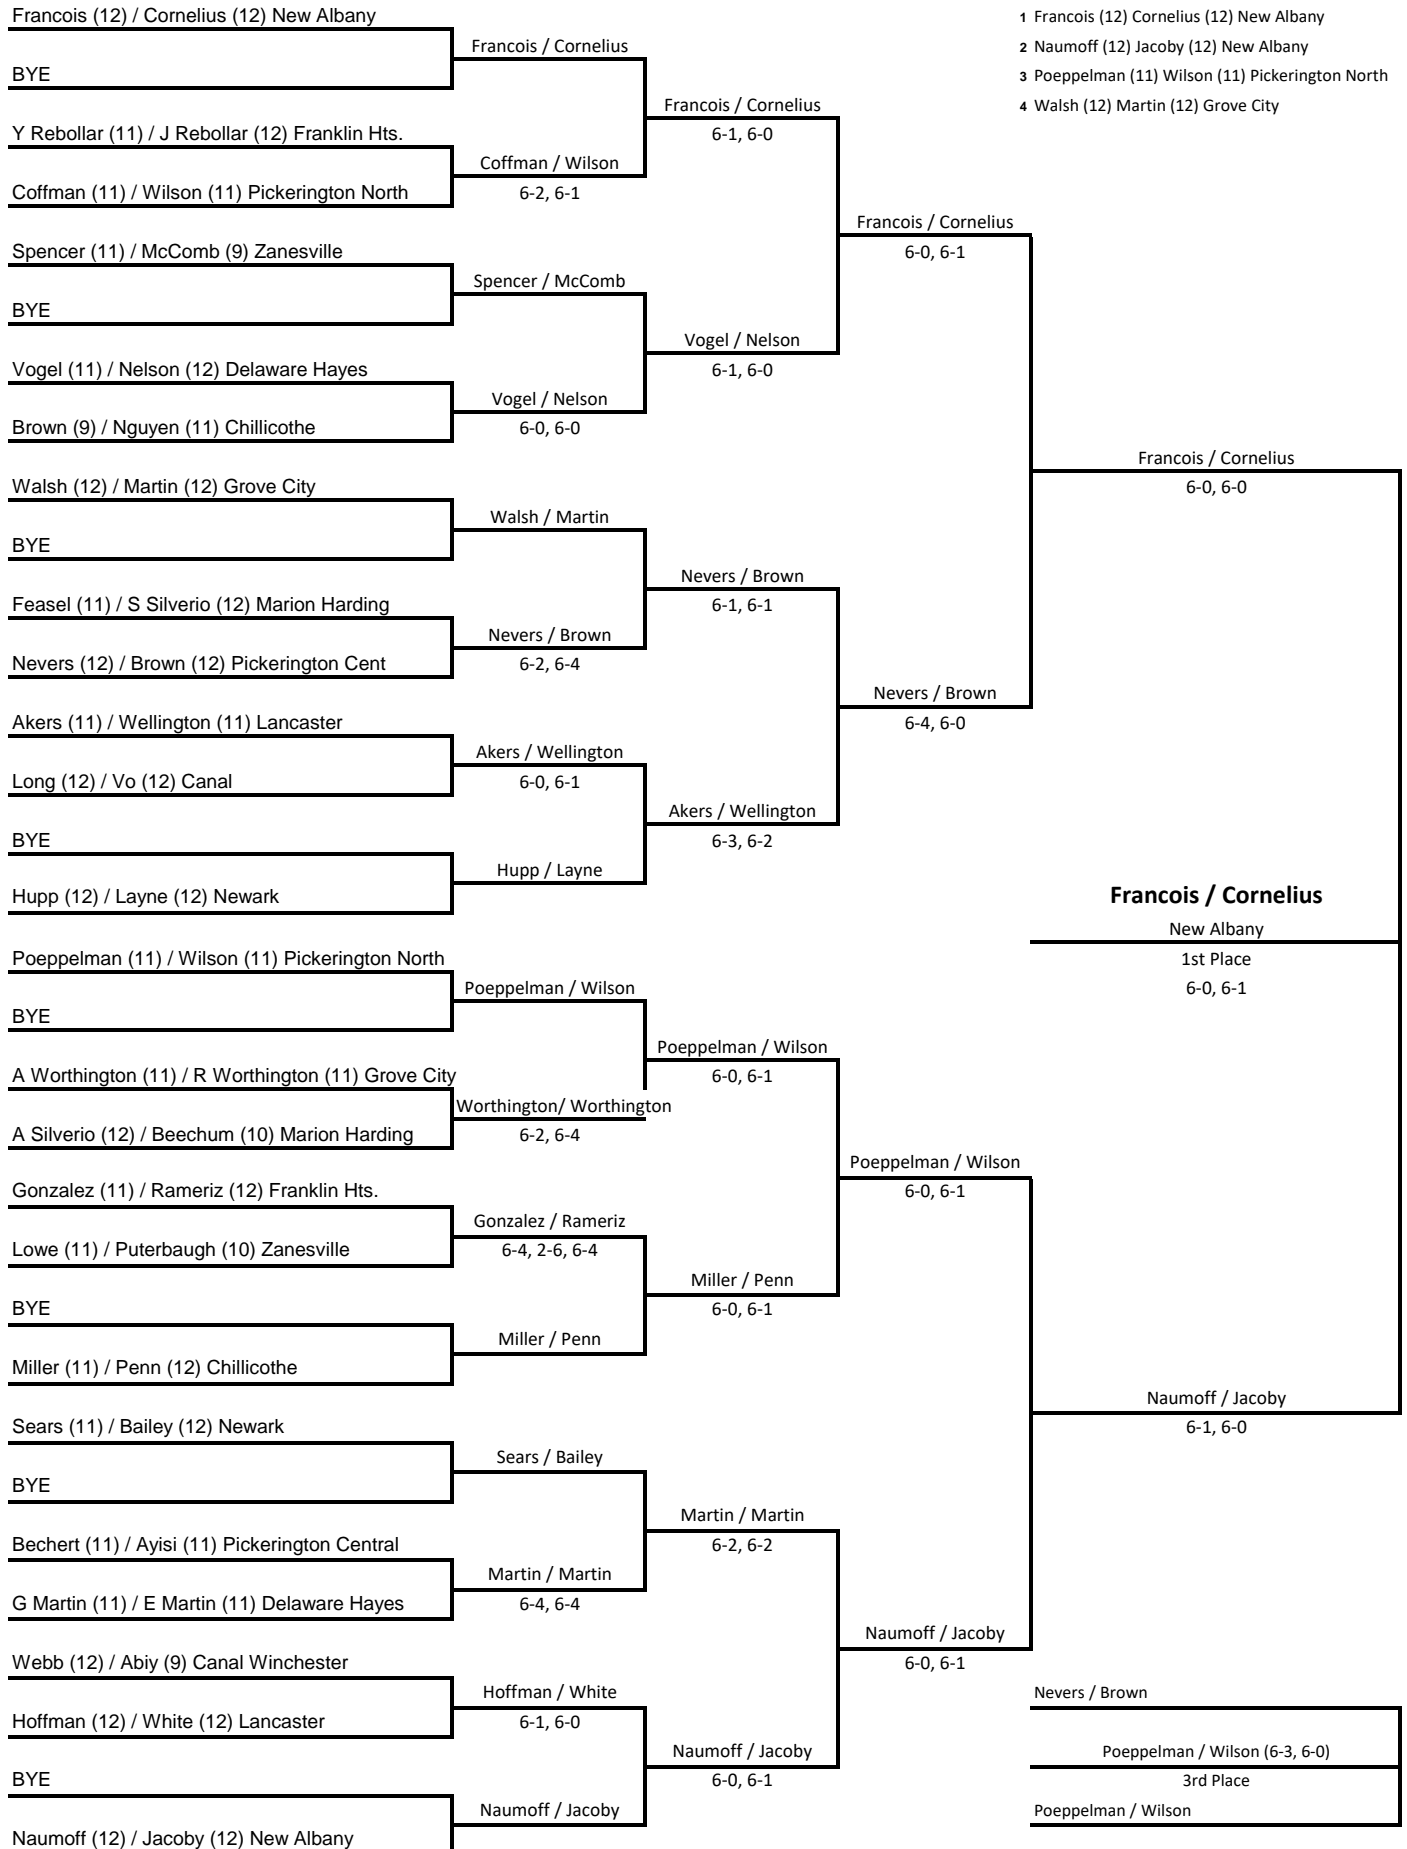 Francois (12) / Cornelius (12) New Albany
1 Francois (12) Cornelius (12) New Albany
Francois / Cornelius
2 Naumoff (12) Jacoby (12) New Albany
BYE
3 Poeppelman (11) Wilson (11) Pickerington North
Francois / Cornelius
4 Walsh (12) Martin (12) Grove City
Y Rebollar (11) / J Rebollar (12) Franklin Hts.
6-1, 6-0
Coffman / Wilson
Coffman (11) / Wilson (11) Pickerington North
6-2, 6-1
Francois / Cornelius
Spencer (11) / McComb (9) Zanesville
6-0, 6-1
Spencer / McComb
BYE
Vogel / Nelson
Vogel (11) / Nelson (12) Delaware Hayes
6-1, 6-0
Vogel / Nelson
Brown (9) / Nguyen (11) Chillicothe
6-0, 6-0
Francois / Cornelius
Walsh (12) / Martin (12) Grove City
6-0, 6-0
Walsh / Martin
BYE
Nevers / Brown
Feasel (11) / S Silverio (12) Marion Harding
6-1, 6-1
Nevers / Brown
Nevers (12) / Brown (12) Pickerington Cent
6-2, 6-4
Nevers / Brown
Akers (11) / Wellington (11) Lancaster
6-4, 6-0
Akers / Wellington
Long (12) / Vo (12) Canal
6-0, 6-1
Akers / Wellington
BYE
6-3, 6-2
Hupp / Layne
Hupp (12) / Layne (12) Newark
Francois / Cornelius
New Albany
Poeppelman (11) / Wilson (11) Pickerington North
1st Place
Poeppelman / Wilson
6-0, 6-1
BYE
Poeppelman / Wilson
A Worthington (11) / R Worthington (11) Grove City
6-0, 6-1
Worthington/ Worthington
A Silverio (12) / Beechum (10) Marion Harding
6-2, 6-4
Poeppelman / Wilson
Gonzalez (11) / Rameriz (12) Franklin Hts.
6-0, 6-1
Gonzalez / Rameriz
Lowe (11) / Puterbaugh (10) Zanesville
6-4, 2-6, 6-4
Miller / Penn
BYE
6-0, 6-1
Miller / Penn
Miller (11) / Penn (12) Chillicothe
Naumoff / Jacoby
Sears (11) / Bailey (12) Newark
6-1, 6-0
Sears / Bailey
BYE
Martin / Martin
Bechert (11) / Ayisi (11) Pickerington Central
6-2, 6-2
Martin / Martin
G Martin (11) / E Martin (11) Delaware Hayes
6-4, 6-4
Naumoff / Jacoby
Webb (12) / Abiy (9) Canal Winchester
6-0, 6-1
Hoffman / White
Nevers / Brown
Hoffman (12) / White (12) Lancaster
6-1, 6-0
Naumoff / Jacoby
Poeppelman / Wilson (6-3, 6-0)
BYE
6-0, 6-1
3rd Place
Naumoff / Jacoby
Poeppelman / Wilson
Naumoff (12) / Jacoby (12) New Albany